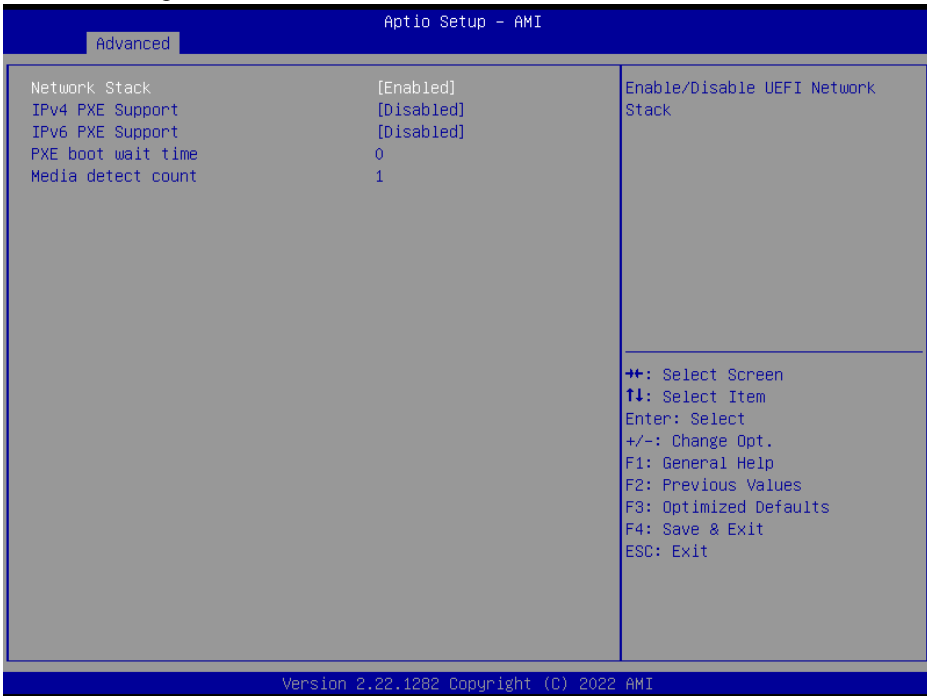 Aptio Setup – AMI
Advanced
Network Stack [Enabled]
IPv4 PXE Support [Disabled]
IPv6 PXE Support [Disabled]
PXE boot wait time 0
Media detect count 1
Enable/Disable UEFI Network
Stack
→←: Select Screen
↑↓: Select Item
Enter: Select
+/-: Change Opt.
F1: General Help
F2: Previous Values
F3: Optimized Defaults
F4: Save & Exit
ESC: Exit
Version 2.22.1282 Copyright (C) 2022 AMI